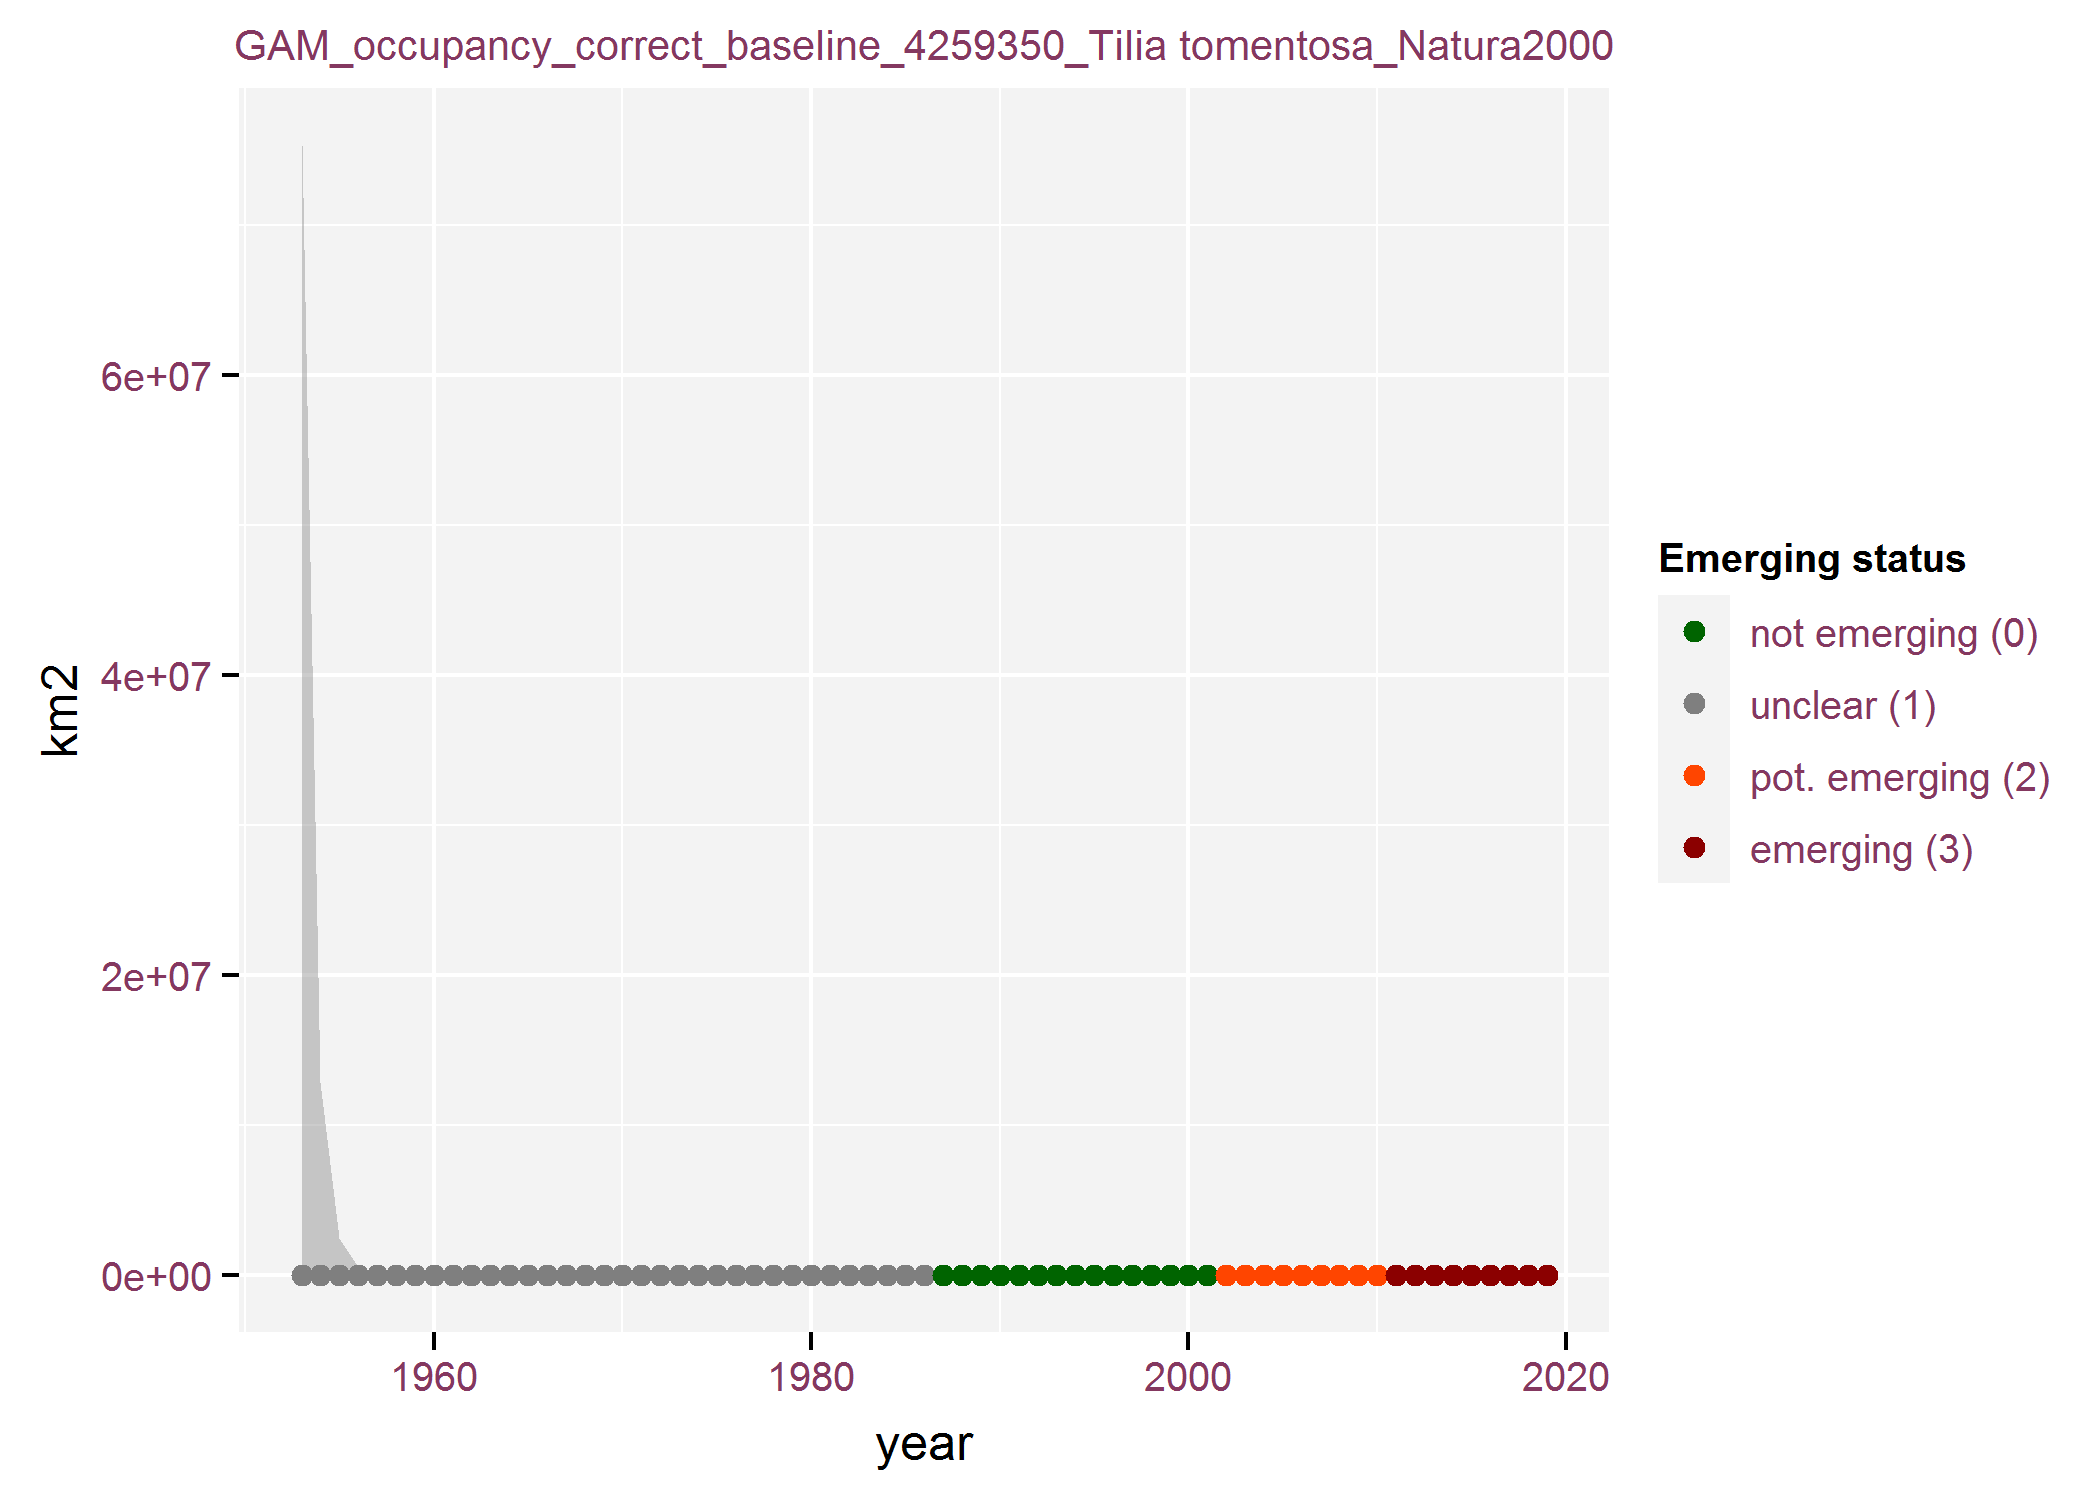 GAM_occupancy_correct_baseline_4259350_Tilia tomentosa_Natura2000
km2
6e+07
4e+07
2e+07
0e+00
1960 1980 2000 2020
year
Emerging status
not emerging (0)
unclear (1)
pot. emerging (2)
emerging (3)